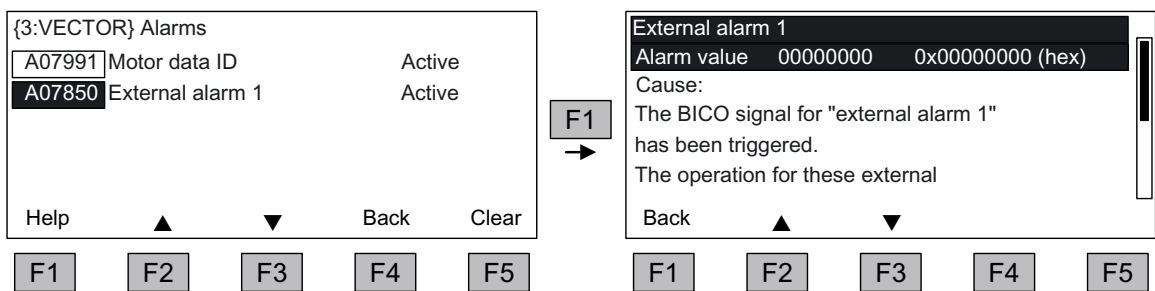 {3:VECTOR} Alarms
A07991 Motor data ID Active
A07850 External alarm 1 Active
Help ▲ ▼ Back Clear
F1 F2 F3 F4 F5
F1
External alarm 1
Alarm value 00000000 0x00000000 (hex)
Cause:
The BICO signal for "external alarm 1"
has been triggered.
The operation for these external
Back ▲ ▼
F1 F2 F3 F4 F5